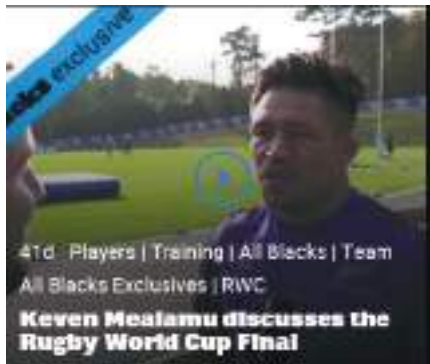 acks exclusive
41d Players | Training | All Blacks | Team
All Blacks Exclusives | RWC
Keven Mealamu discusses the
Rugby World Cup Final